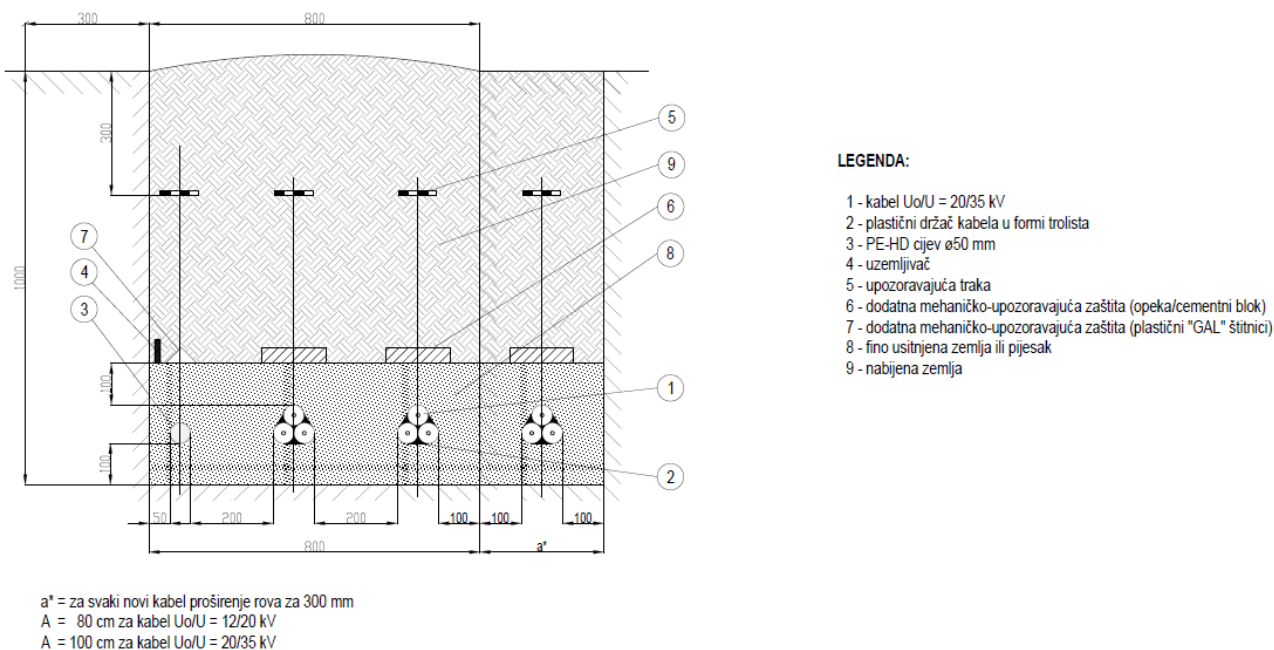 300
800
300
1000
100
100
5
9
6
8
7
4
3
1
2
50
200
200
100
100
100
800
a*
LEGENDA:
1 - kabel Uo/U = 20/35 kV
2 - plastični držač kabela u formi trolista
3 - PE-HD cijev ø50 mm
4 - uzemljivač
5 - upozoravajuća traka
6 - dodatna mehaničko-upozoravajuća zaštita (opeka/cementni blok)
7 - dodatna mehaničko-upozoravajuća zaštita (plastični "GAL" štitnici)
8 - fino usitnjena zemlja ili pijesak
9 - nabijena zemlja
a* = za svaki novi kabel proširenje rova za 300 mm
A = 80 cm za kabel Uo/U = 12/20 kV
A = 100 cm za kabel Uo/U = 20/35 kV